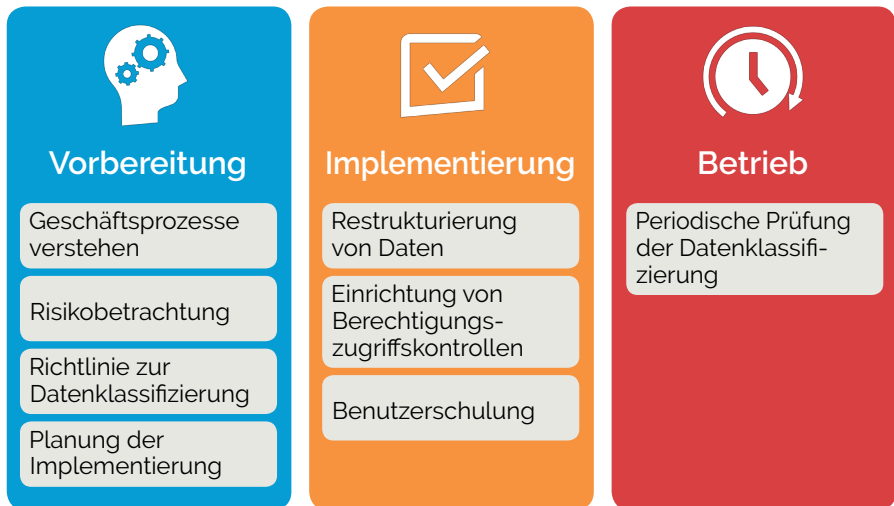 Vorbereitung
Geschäftsprozesse
verstehen
Risikobetrachtung
Richtlinie zur
Datenklassifizierung
Planung der
Implementierung
Implementierung
Restrukturierung
von Daten
Einrichtung von
Berechtigungs-
zugriffskontrollen
Benutzerschulung
Betrieb
Periodische Prüfung
der Datenklassifi-
zierung